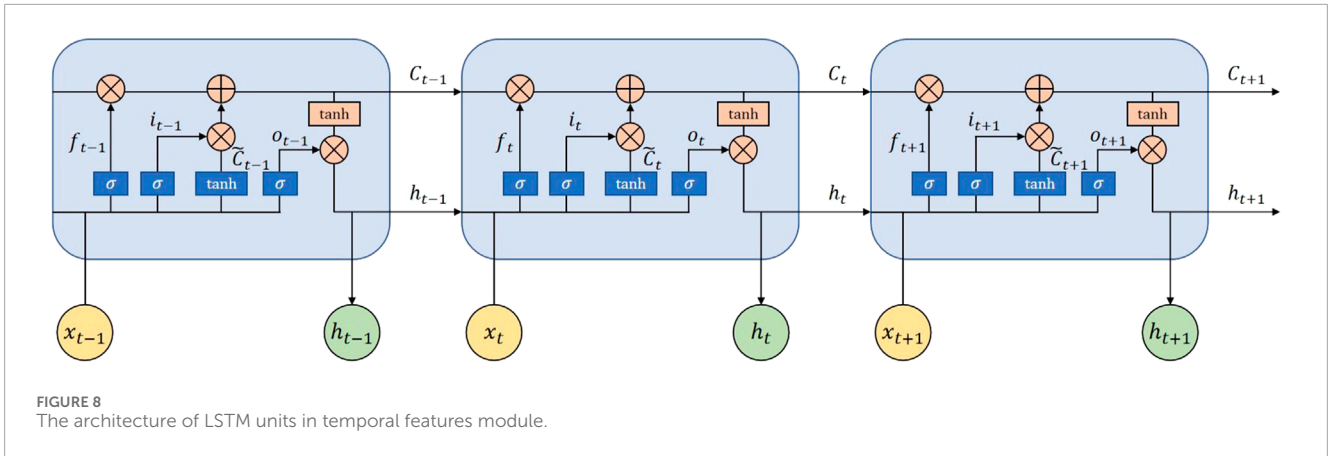 C_{t-1} C_t C_{t+1}
tanh tanh tanh
i_{t-1} o_{t-1} i_t o_t i_{t+1} o_{t+1}
f_{t-1} C̃_{t-1} f_t C̃_t f_{t+1} C̃_{t+1}
σ σ tanh σ σ σ tanh σ σ σ tanh σ
h_{t-1} h_t h_{t+1}
x_{t-1} h_{t-1} x_t h_t x_{t+1} h_{t+1}
FIGURE 8
The architecture of LSTM units in temporal features module.